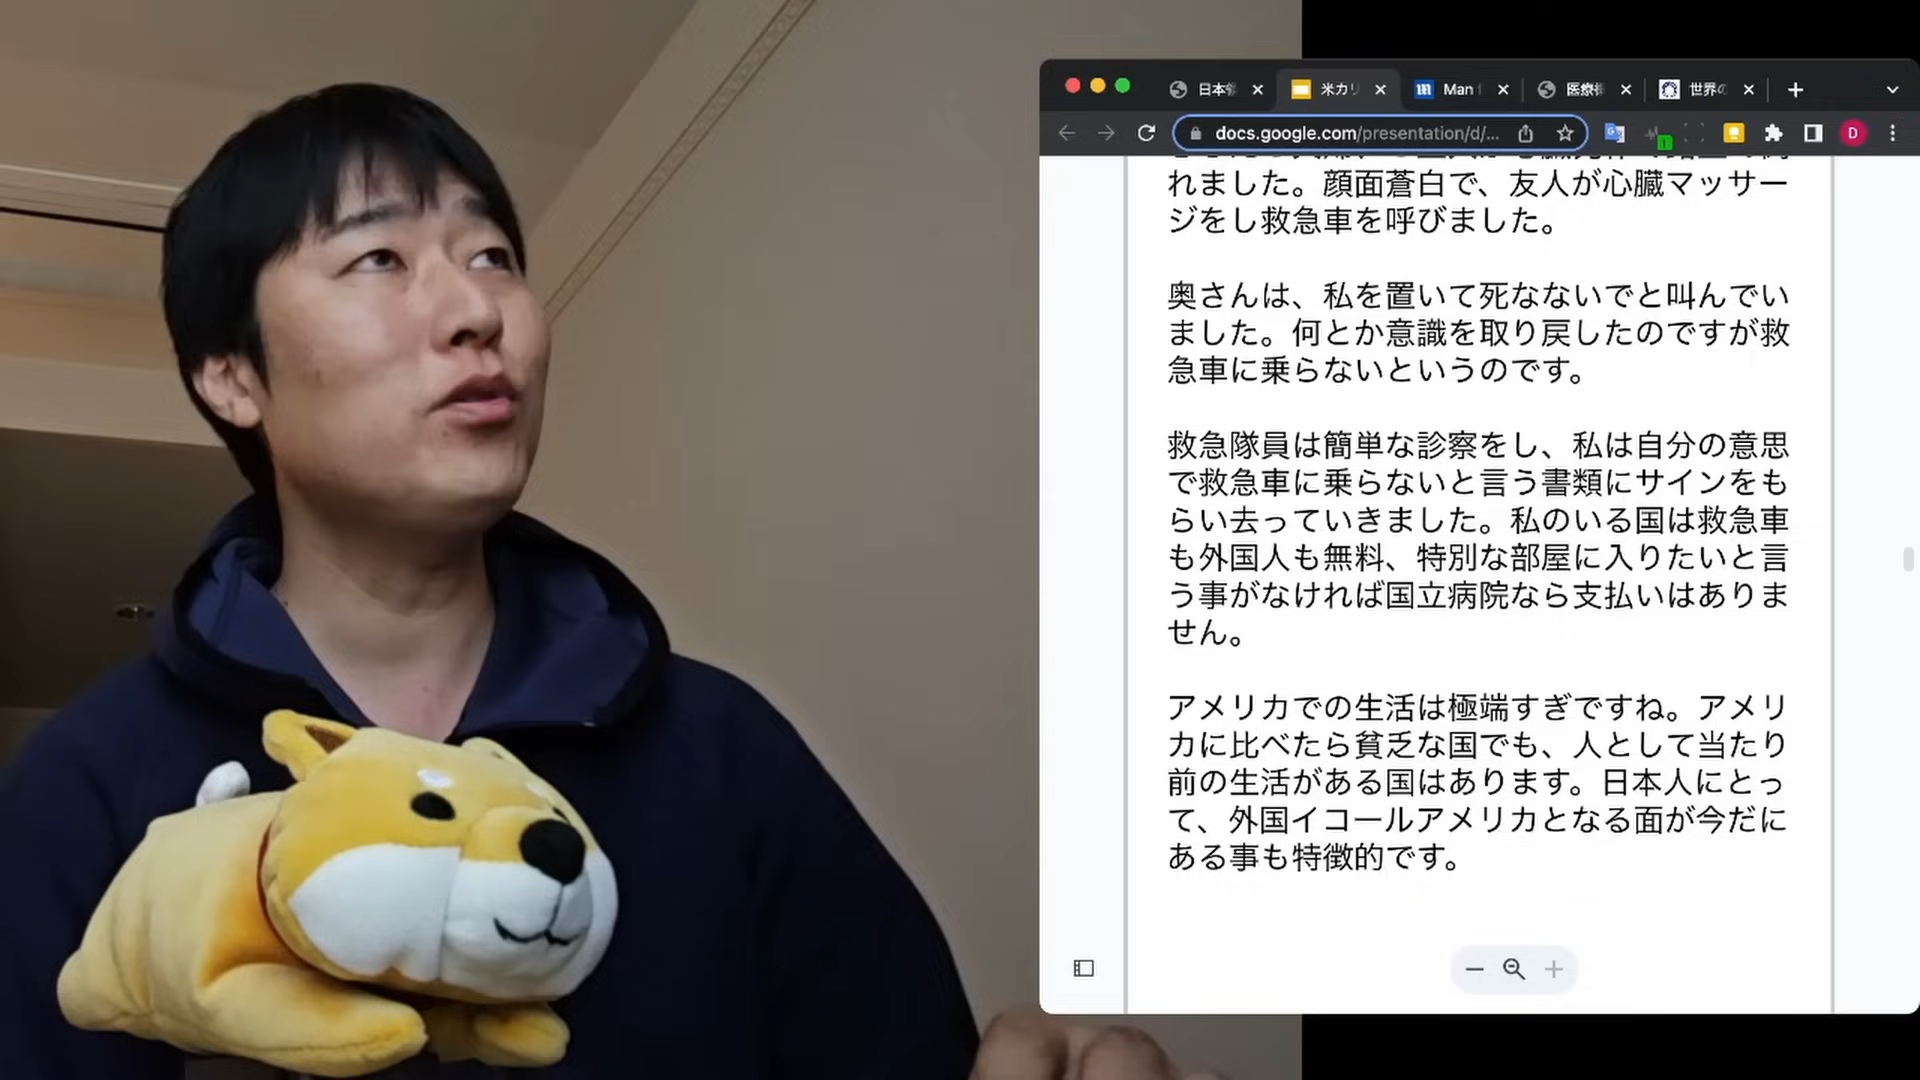 日本
米カリ
Man
医療
世界の
docs.google.com/presentation/d/...
D
れました。顔面蒼白で、友人が心臓マッサー
ジをし救急車を呼びました。
奥さんは、私を置いて死なないでと叫んでい
ました。何とか意識を取り戻したのですが救
急車に乗らないというのです。
救急隊員は簡単な診察をし、私は自分の意思
で救急車に乗らないと言う書類にサインをも
らい去っていきました。私のいる国は救急車
も外国人も無料、特別な部屋に入りたいと言
う事がなければ国立病院なら支払いはありま
せん。
アメリカでの生活は極端すぎですね。アメリ
カに比べたら貧乏な国でも、人として当たり
前の生活がある国はあります。日本人にとっ
て、外国イコールアメリカとなる面が今だに
ある事も特徴的です。